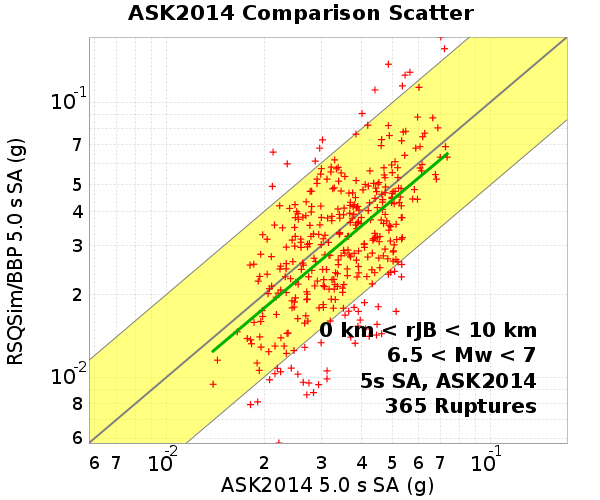 ASK2014 Comparison Scatter
RSQSim/BBP 5.0 s SA (g)
10-1
7
5
4
3
2
10-2
8
6
0 km < rJB < 10 km
6.5 < Mw < 7
5s SA, ASK2014
365 Ruptures
6 7 10-2 2 3 4 5 6 7 10-1
ASK2014 5.0 s SA (g)